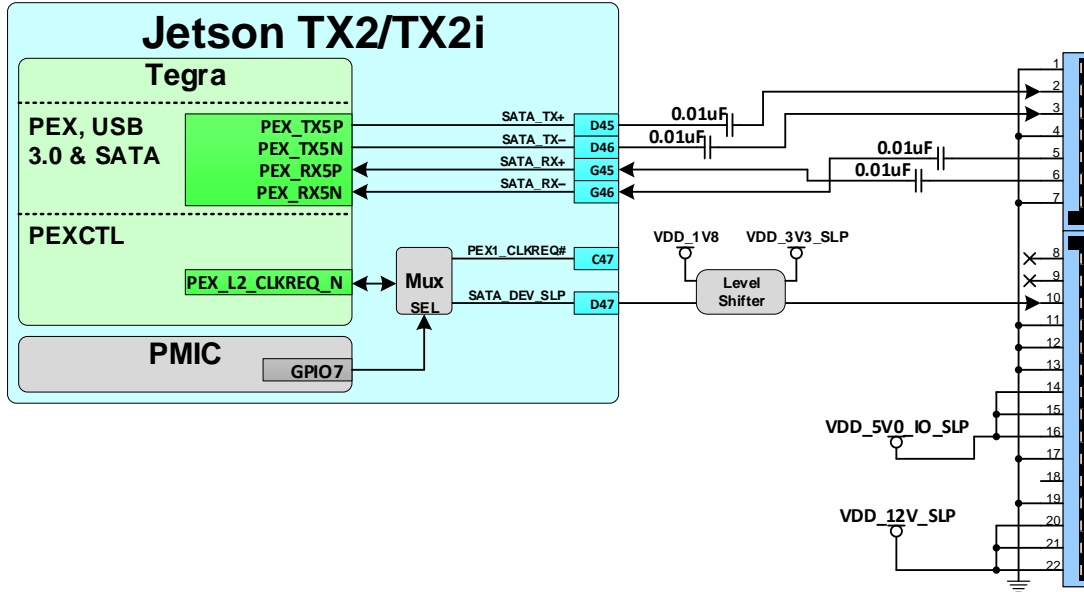 Jetson TX2/TX2i
Tegra
PEX, USB
3.0 & SATA
PEX_TX5P
PEX_TX5N
PEX_RX5P
PEX_RX5N
SATA_TX+
SATA_TX–
SATA_RX+
SATA_RX–
D45
D46
G45
G46
0.01uF
0.01uF
0.01uF
0.01uF
1
2
3
4
5
6
7
PEXCTL
PEX_L2_CLKREQ_N
Mux
SEL
PEX1_CLKREQ#
SATA_DEV_SLP
C47
D47
VDD_1V8
VDD_3V3_SLP
Level
Shifter
PMIC
GPIO7
8
9
10
11
12
13
14
15
16
17
18
19
20
21
22
VDD_5V0_IO_SLP
VDD_12V_SLP